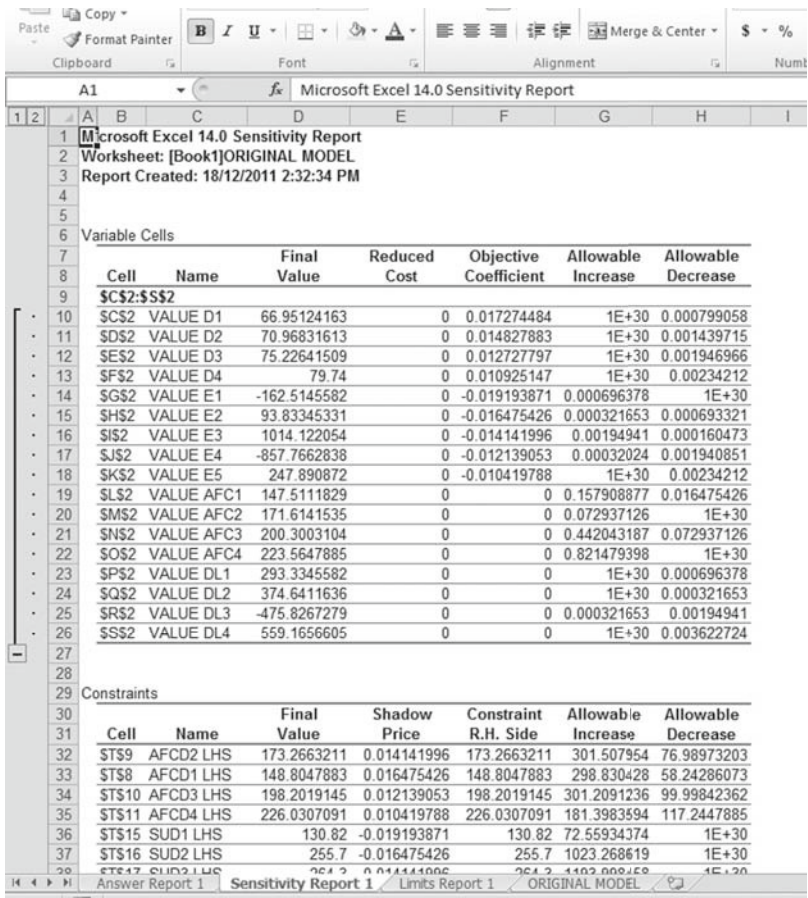 Copy
Paste
Format Painter
B I U A
Merge & Center
$ %
Clipboard Font Alignment
A1 fx Microsoft Excel 14.0 Sensitivity Report
1 2 A B C D E F G H I
1 Microsoft Excel 14.0 Sensitivity Report
2 Worksheet: [Book1]ORIGINAL MODEL
3 Report Created: 18/12/2011 2:32:34 PM
4
5
6 Variable Cells
7 Final Reduced Objective Allowable Allowable
8 Cell Name Value Cost Coefficient Increase Decrease
9 $C$2:$S$2
10 $C$2 VALUE D1 66.95124163 0 0.017274484 1E+30 0.000799058
11 $D$2 VALUE D2 70.96831613 0 0.014827883 1E+30 0.001439715
12 $E$2 VALUE D3 75.22641509 0 0.012727797 1E+30 0.001946966
13 $F$2 VALUE D4 79.74 0 0.010925147 1E+30 0.00234212
14 $G$2 VALUE E1 -162.5145582 0 -0.019193871 0.000696378 1E+30
15 $H$2 VALUE E2 93.83345331 0 -0.016475426 0.000321653 0.000693321
16 $I$2 VALUE E3 1014.122054 0 -0.014141996 0.00194941 0.000160473
17 $J$2 VALUE E4 -857.7662838 0 -0.012139053 0.00032024 0.001940851
18 $K$2 VALUE E5 247.890872 0 -0.010419788 1E+30 0.00234212
19 $L$2 VALUE AFC1 147.5111829 0 0 0.157908877 0.016475426
20 $M$2 VALUE AFC2 171.6141535 0 0 0.072937126 1E+30
21 $N$2 VALUE AFC3 200.3003104 0 0 0.442043187 0.072937126
22 $O$2 VALUE AFC4 223.5647885 0 0 0.821479398 1E+30
23 $P$2 VALUE DL1 293.3345582 0 0 1E+30 0.000696378
24 $Q$2 VALUE DL2 374.6411636 0 0 1E+30 0.000321653
25 $R$2 VALUE DL3 -475.8267279 0 0 0.000321653 0.00194941
26 $S$2 VALUE DL4 559.1656605 0 0 1E+30 0.003622724
27
28
29 Constraints
30 Final Shadow Constraint Allowable Allowable
31 Cell Name Value Price R.H. Side Increase Decrease
32 $T$9 AFCD2 LHS 173.2663211 0.014141996 173.2663211 301.507954 76.98973203
33 $T$8 AFCD1 LHS 148.8047883 0.016475426 148.8047883 298.830428 58.24286073
34 $T$10 AFCD3 LHS 198.2019145 0.012139053 198.2019145 301.2091236 99.99842362
35 $T$11 AFCD4 LHS 226.0307091 0.010419788 226.0307091 181.3983594 117.2447885
36 $T$15 SUD1 LHS 130.82 -0.019193871 130.82 72.55934374 1E+30
37 $T$16 SUD2 LHS 255.7 -0.016475426 255.7 1023.268619 1E+30
Answer Report 1 Sensitivity Report 1 Limits Report 1 ORIGINAL MODEL